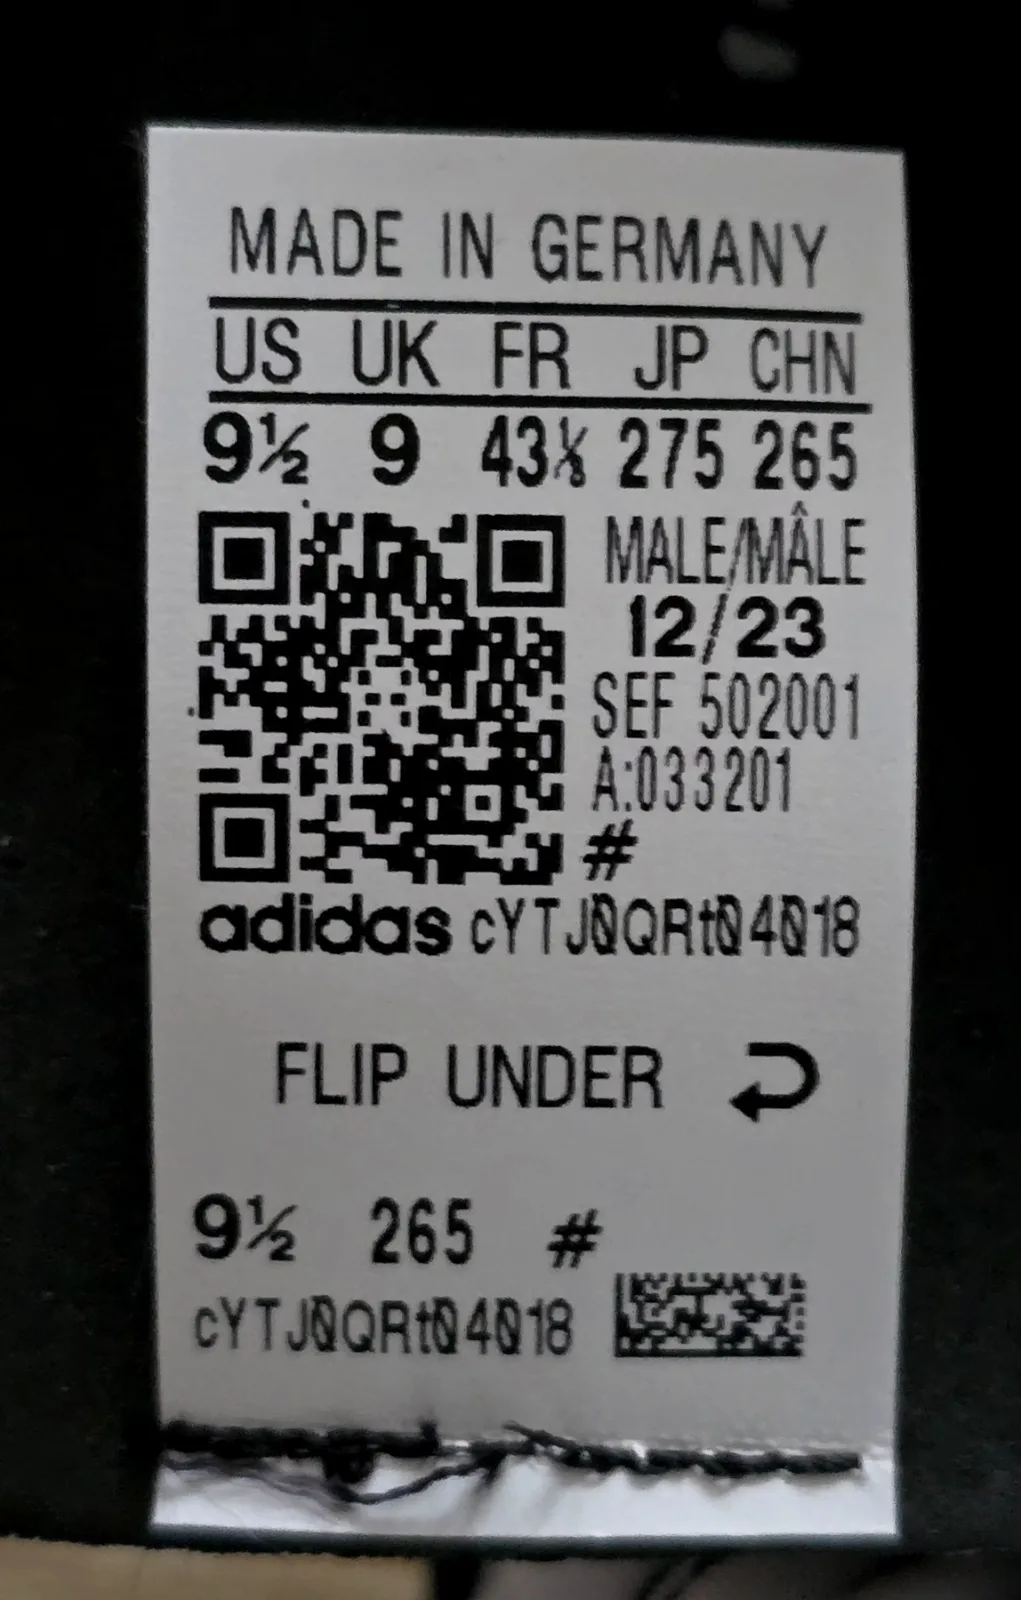 MADE IN GERMANY
US UK FR JP CHN
9½ 9 43⅓ 275 265
MALE/MÂLE
12/23
SEF 502001
A:033201
#
adidas cYTJ0QRt04018
FLIP UNDER
9½ 265 #
cYTJ0QRt04018